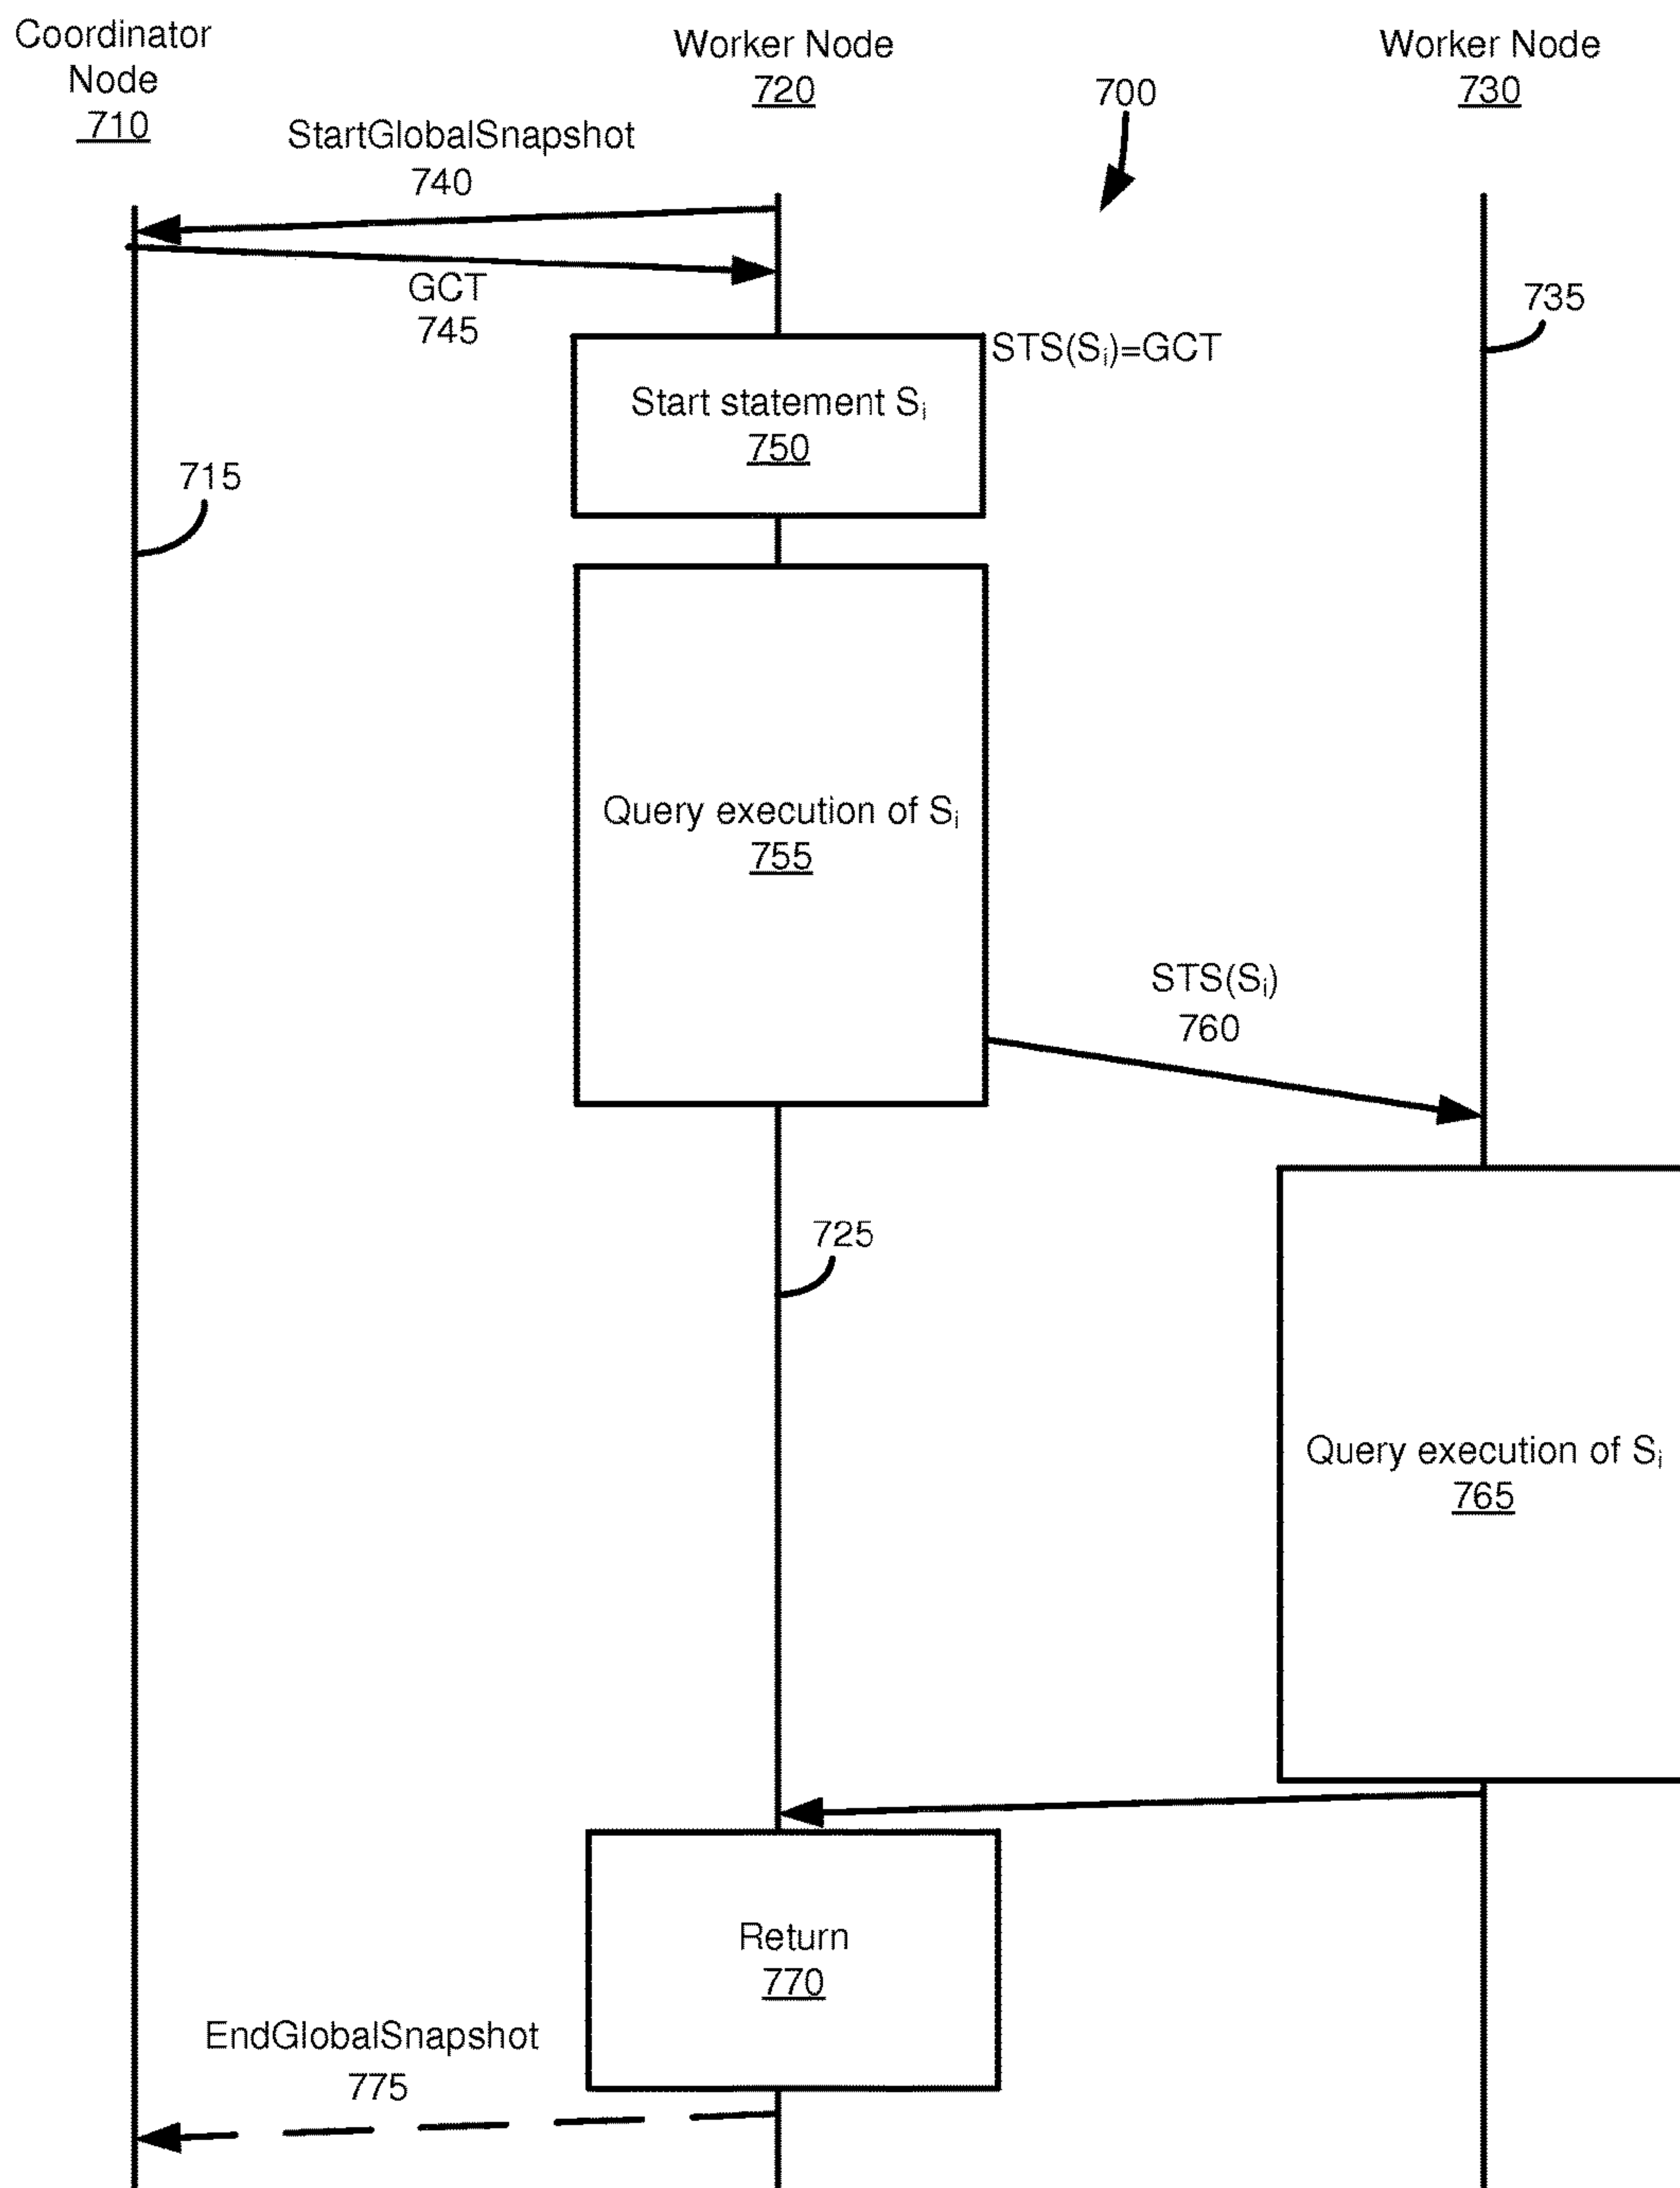 Coordinator
Node
710
Worker Node
720
700
Worker Node
730
StartGlobalSnapshot
740
GCT
745
735
STS(Sᵢ)=GCT
Start statement Sᵢ
750
715
Query execution of Sᵢ
755
STS(Sᵢ)
760
725
Query execution of Sᵢ
765
Return
770
EndGlobalSnapshot
775